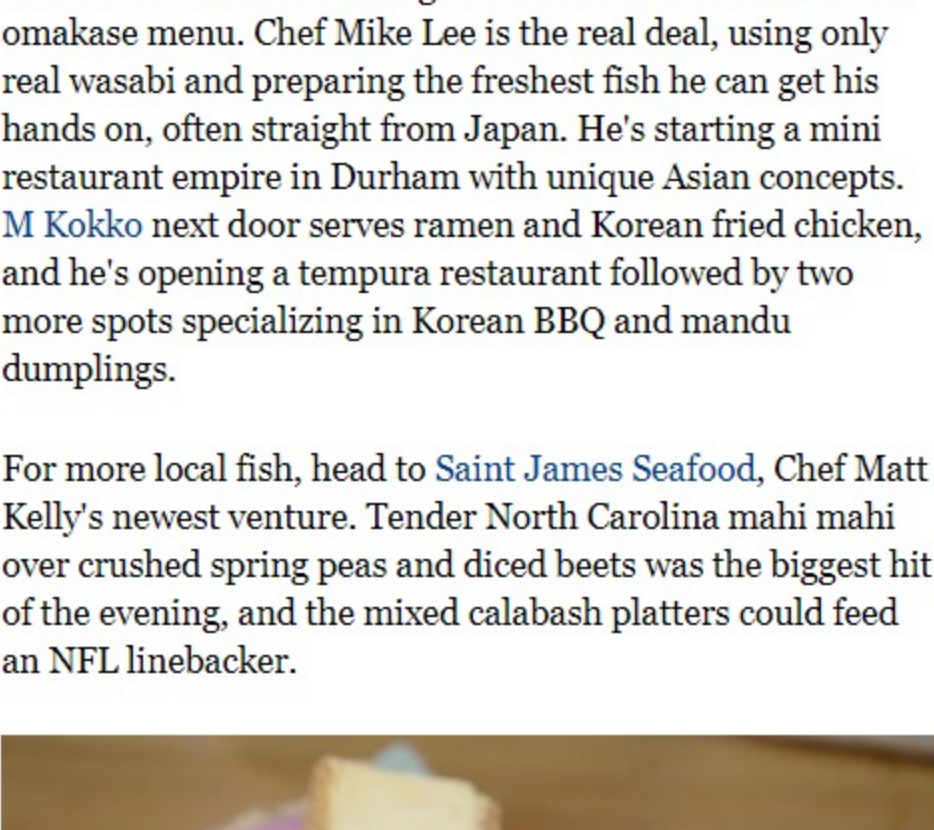 omakase menu. Chef Mike Lee is the real deal, using only
real wasabi and preparing the freshest fish he can get his
hands on, often straight from Japan. He's starting a mini
restaurant empire in Durham with unique Asian concepts.
M Kokko next door serves ramen and Korean fried chicken,
and he's opening a tempura restaurant followed by two
more spots specializing in Korean BBQ and mandu
dumplings.
For more local fish, head to Saint James Seafood, Chef Matt
Kelly's newest venture. Tender North Carolina mahi mahi
over crushed spring peas and diced beets was the biggest hit
of the evening, and the mixed calabash platters could feed
an NFL linebacker.